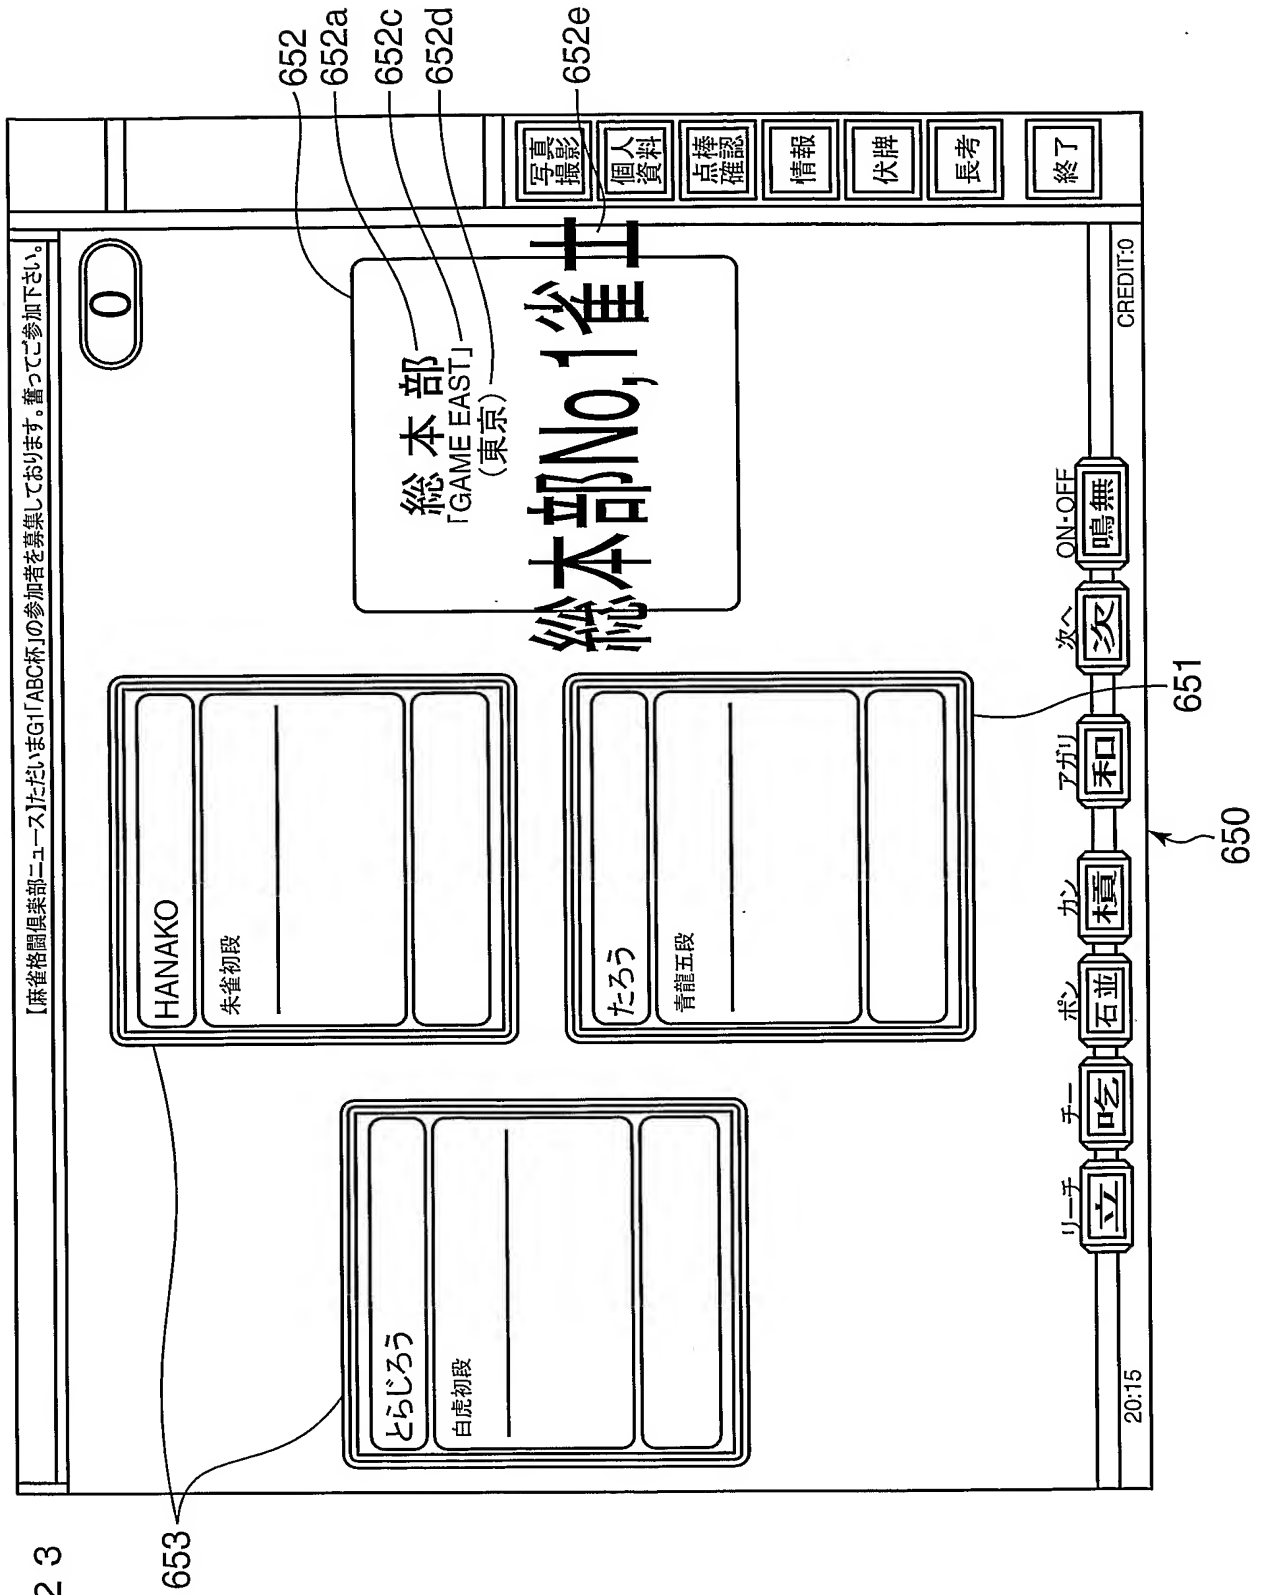 23
【麻雀格闘倶楽部ニュース】ただいまG1「ABC杯」の参加者を募集しております。奮ってご参加下さい。
0
653
HANAKO
朱雀初段
とらじろう
白虎初段
たろう
青龍五段
651
652
652a
652c
652d
652e
総本部
「GAME EAST」
(東京)
総本部No,1雀士
写真
撮影
個人
資料
点棒
確認
情報
伏牌
長考
終了
リーチ
立
チー
吃
ポン
碰
カン
槓
アガリ
和
次へ
次
ON・OFF
鳴無
20:15
CREDIT:0
650